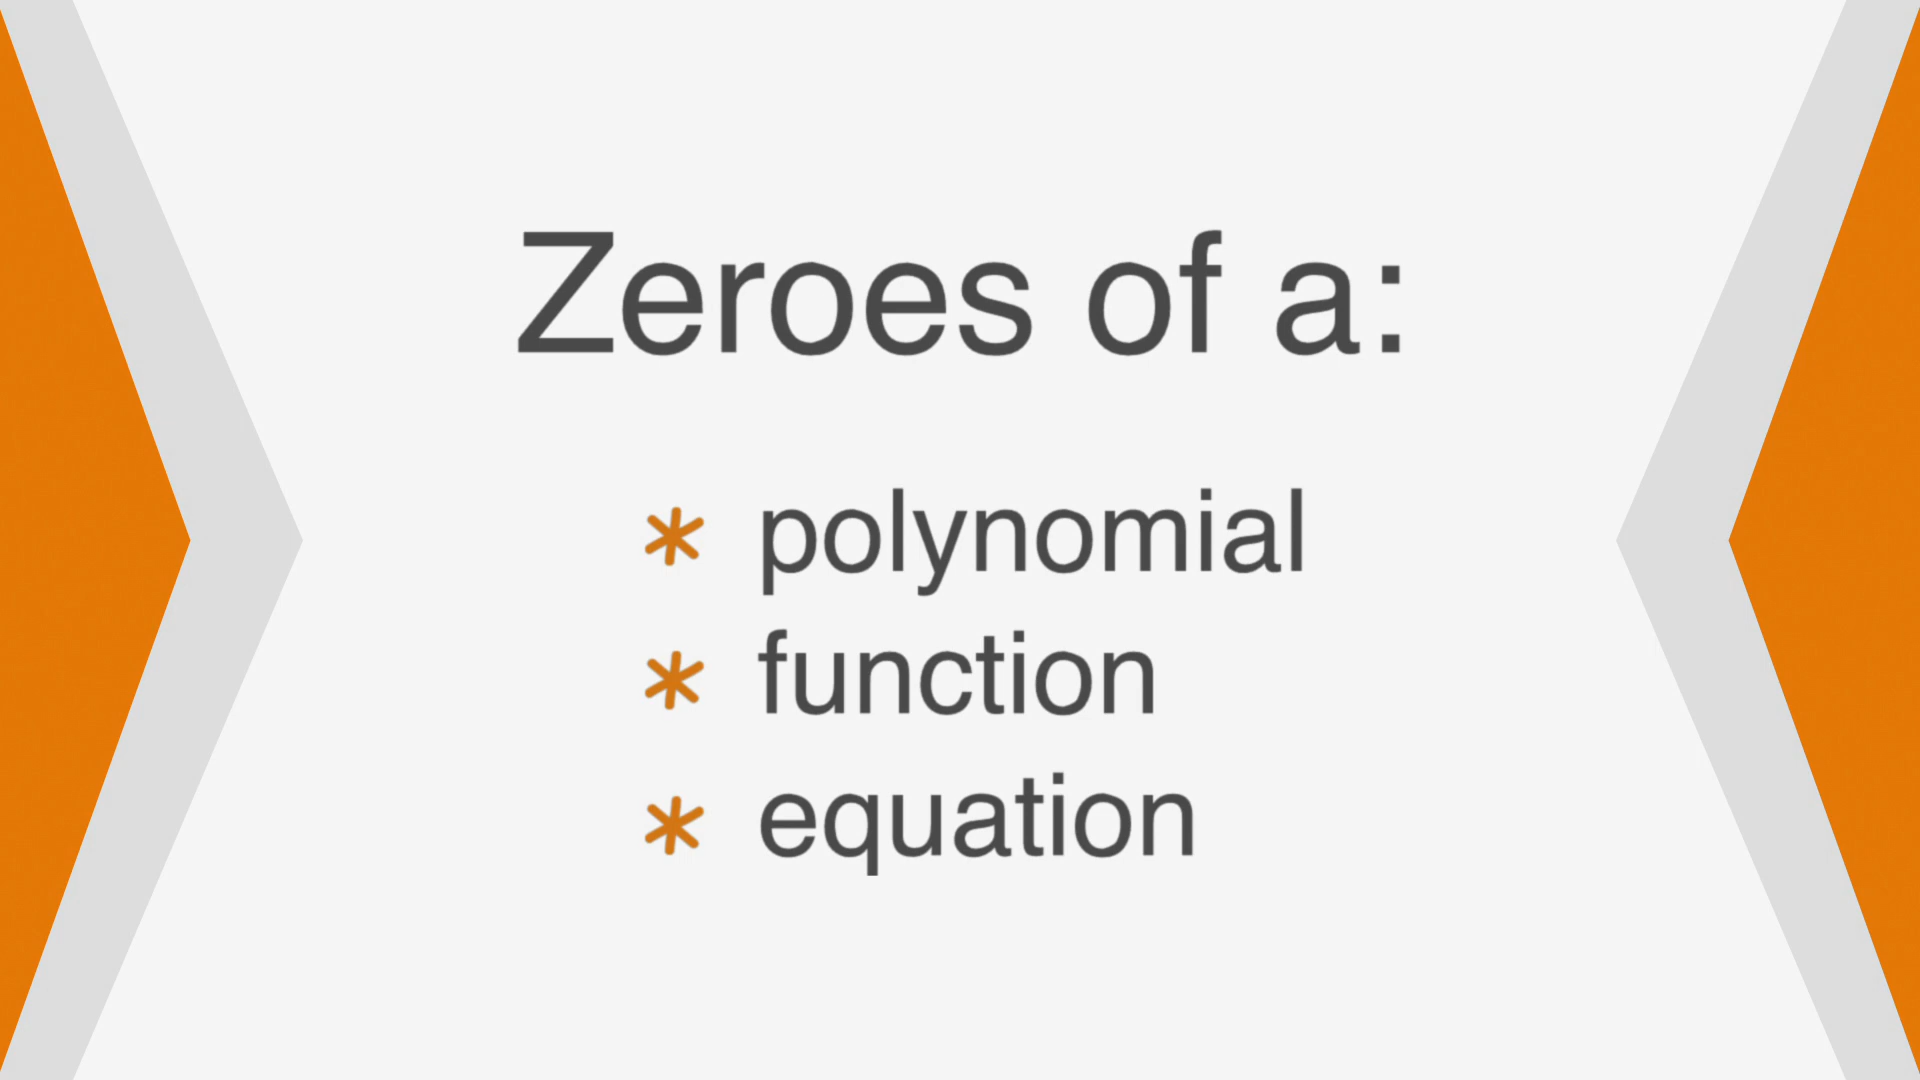 Zeroes of a:
* polynomial
* function
* equation